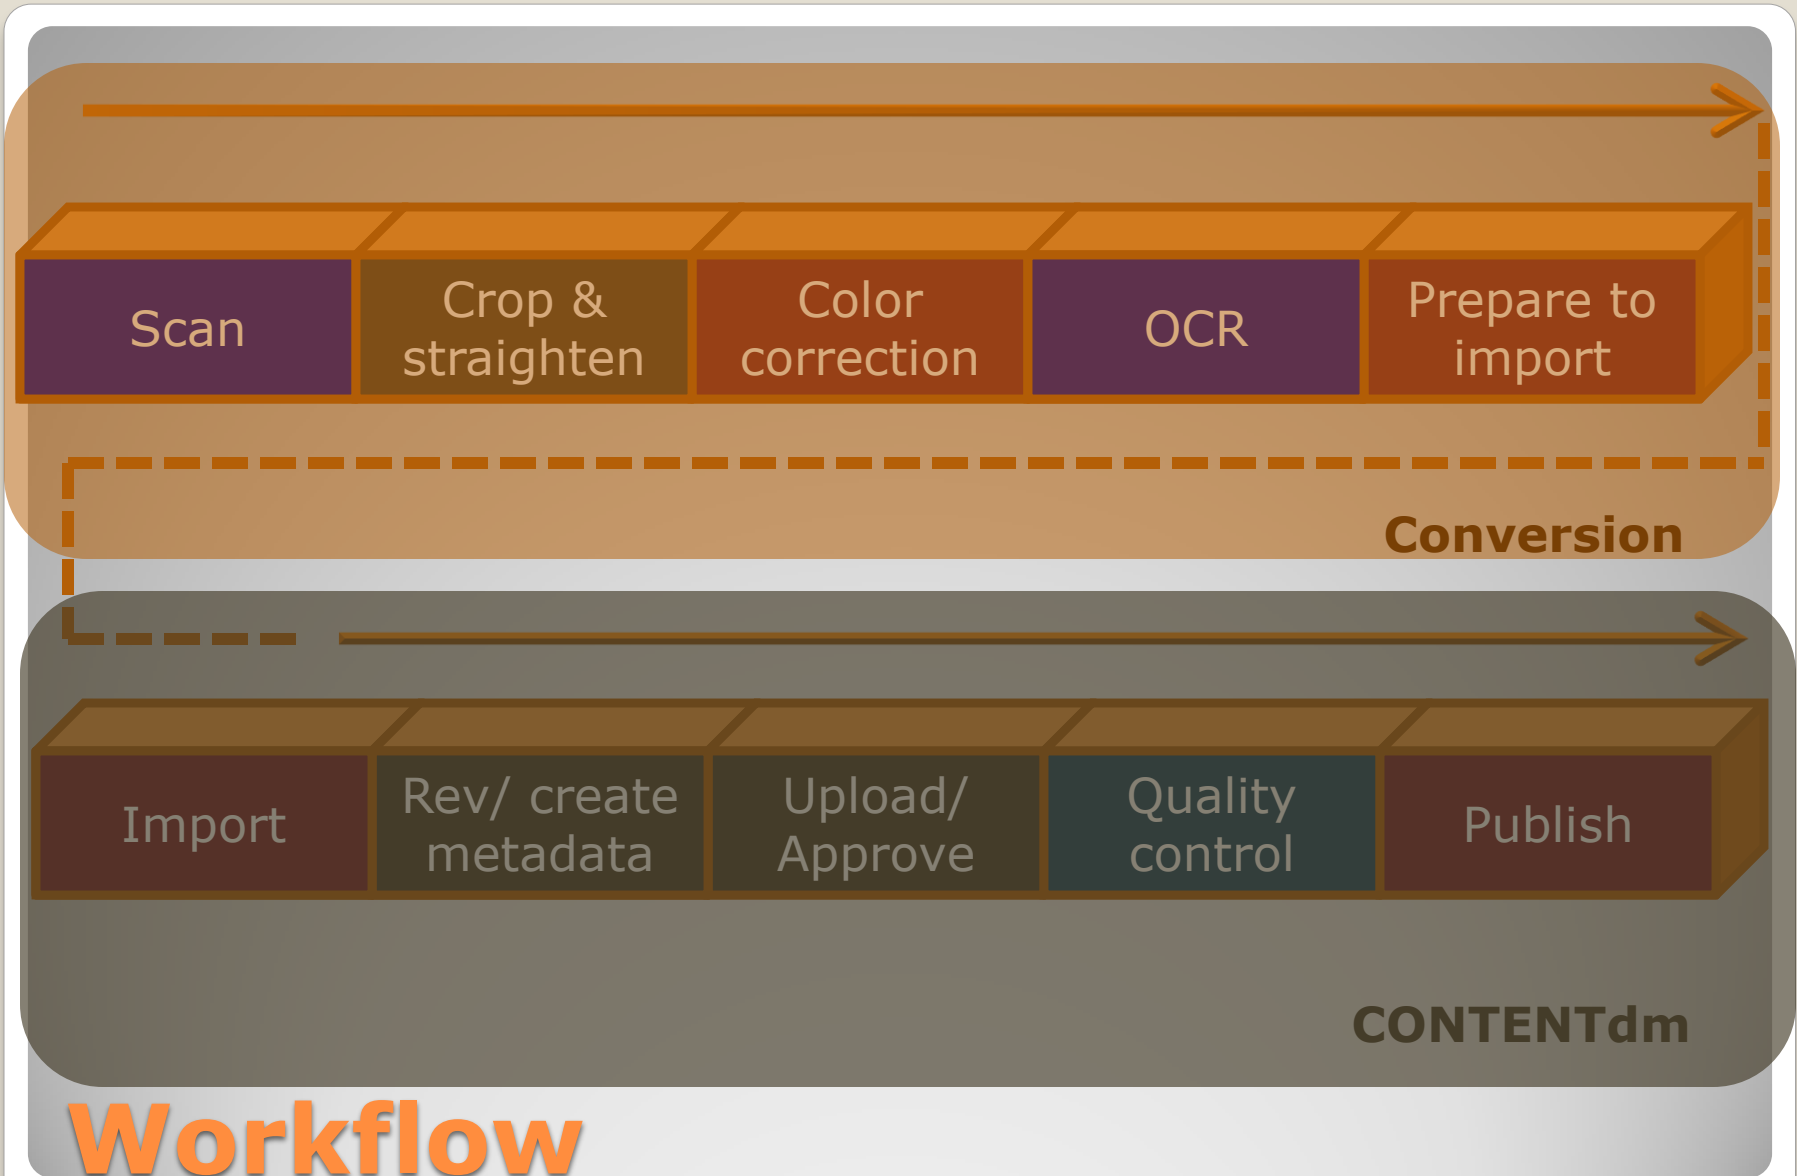 Scan
Crop &
straighten
Color
correction
OCR
Prepare to
import
Conversion
Import
Rev/ create
metadata
Upload/
Approve
Quality
control
Publish
CONTENTdm
Workflow